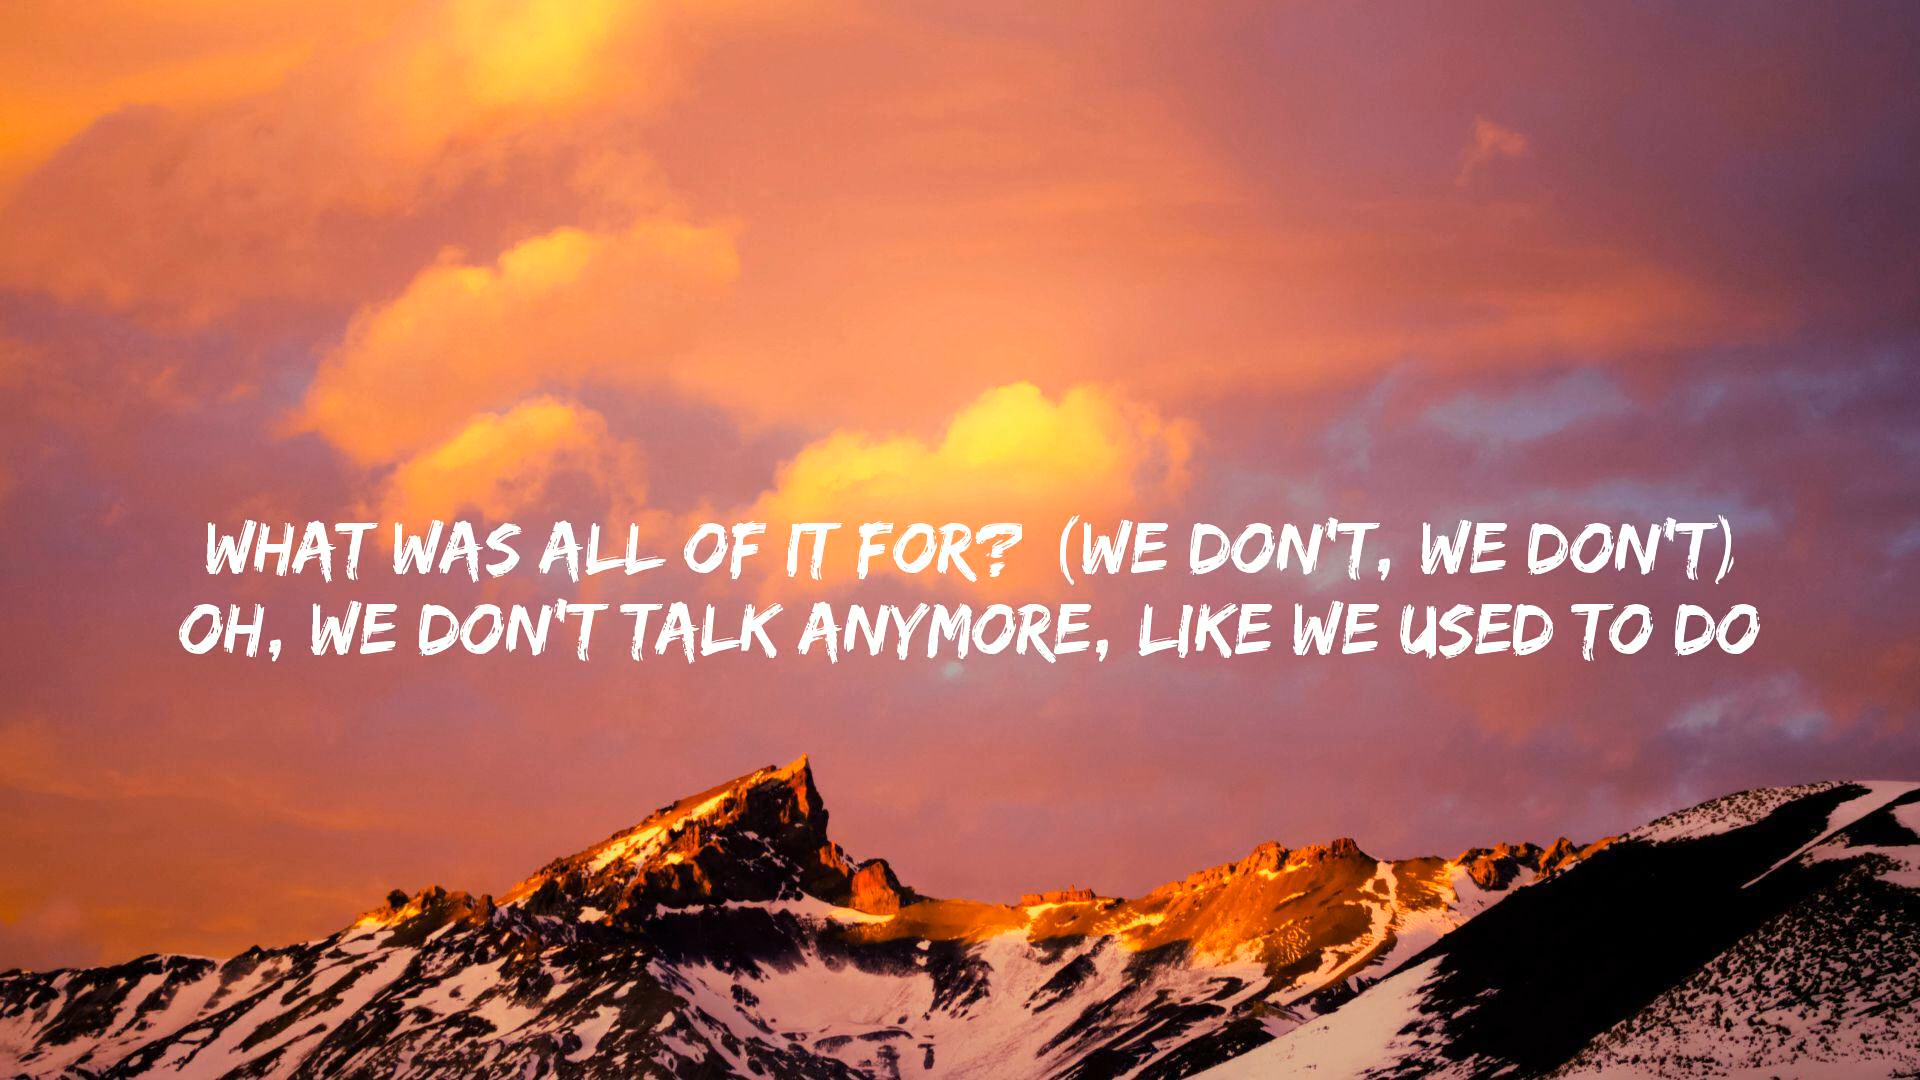 WHAT WAS ALL OF IT FOR? (WE DON'T, WE DON'T)
OH, WE DON'T TALK ANYMORE, LIKE WE USED TO DO